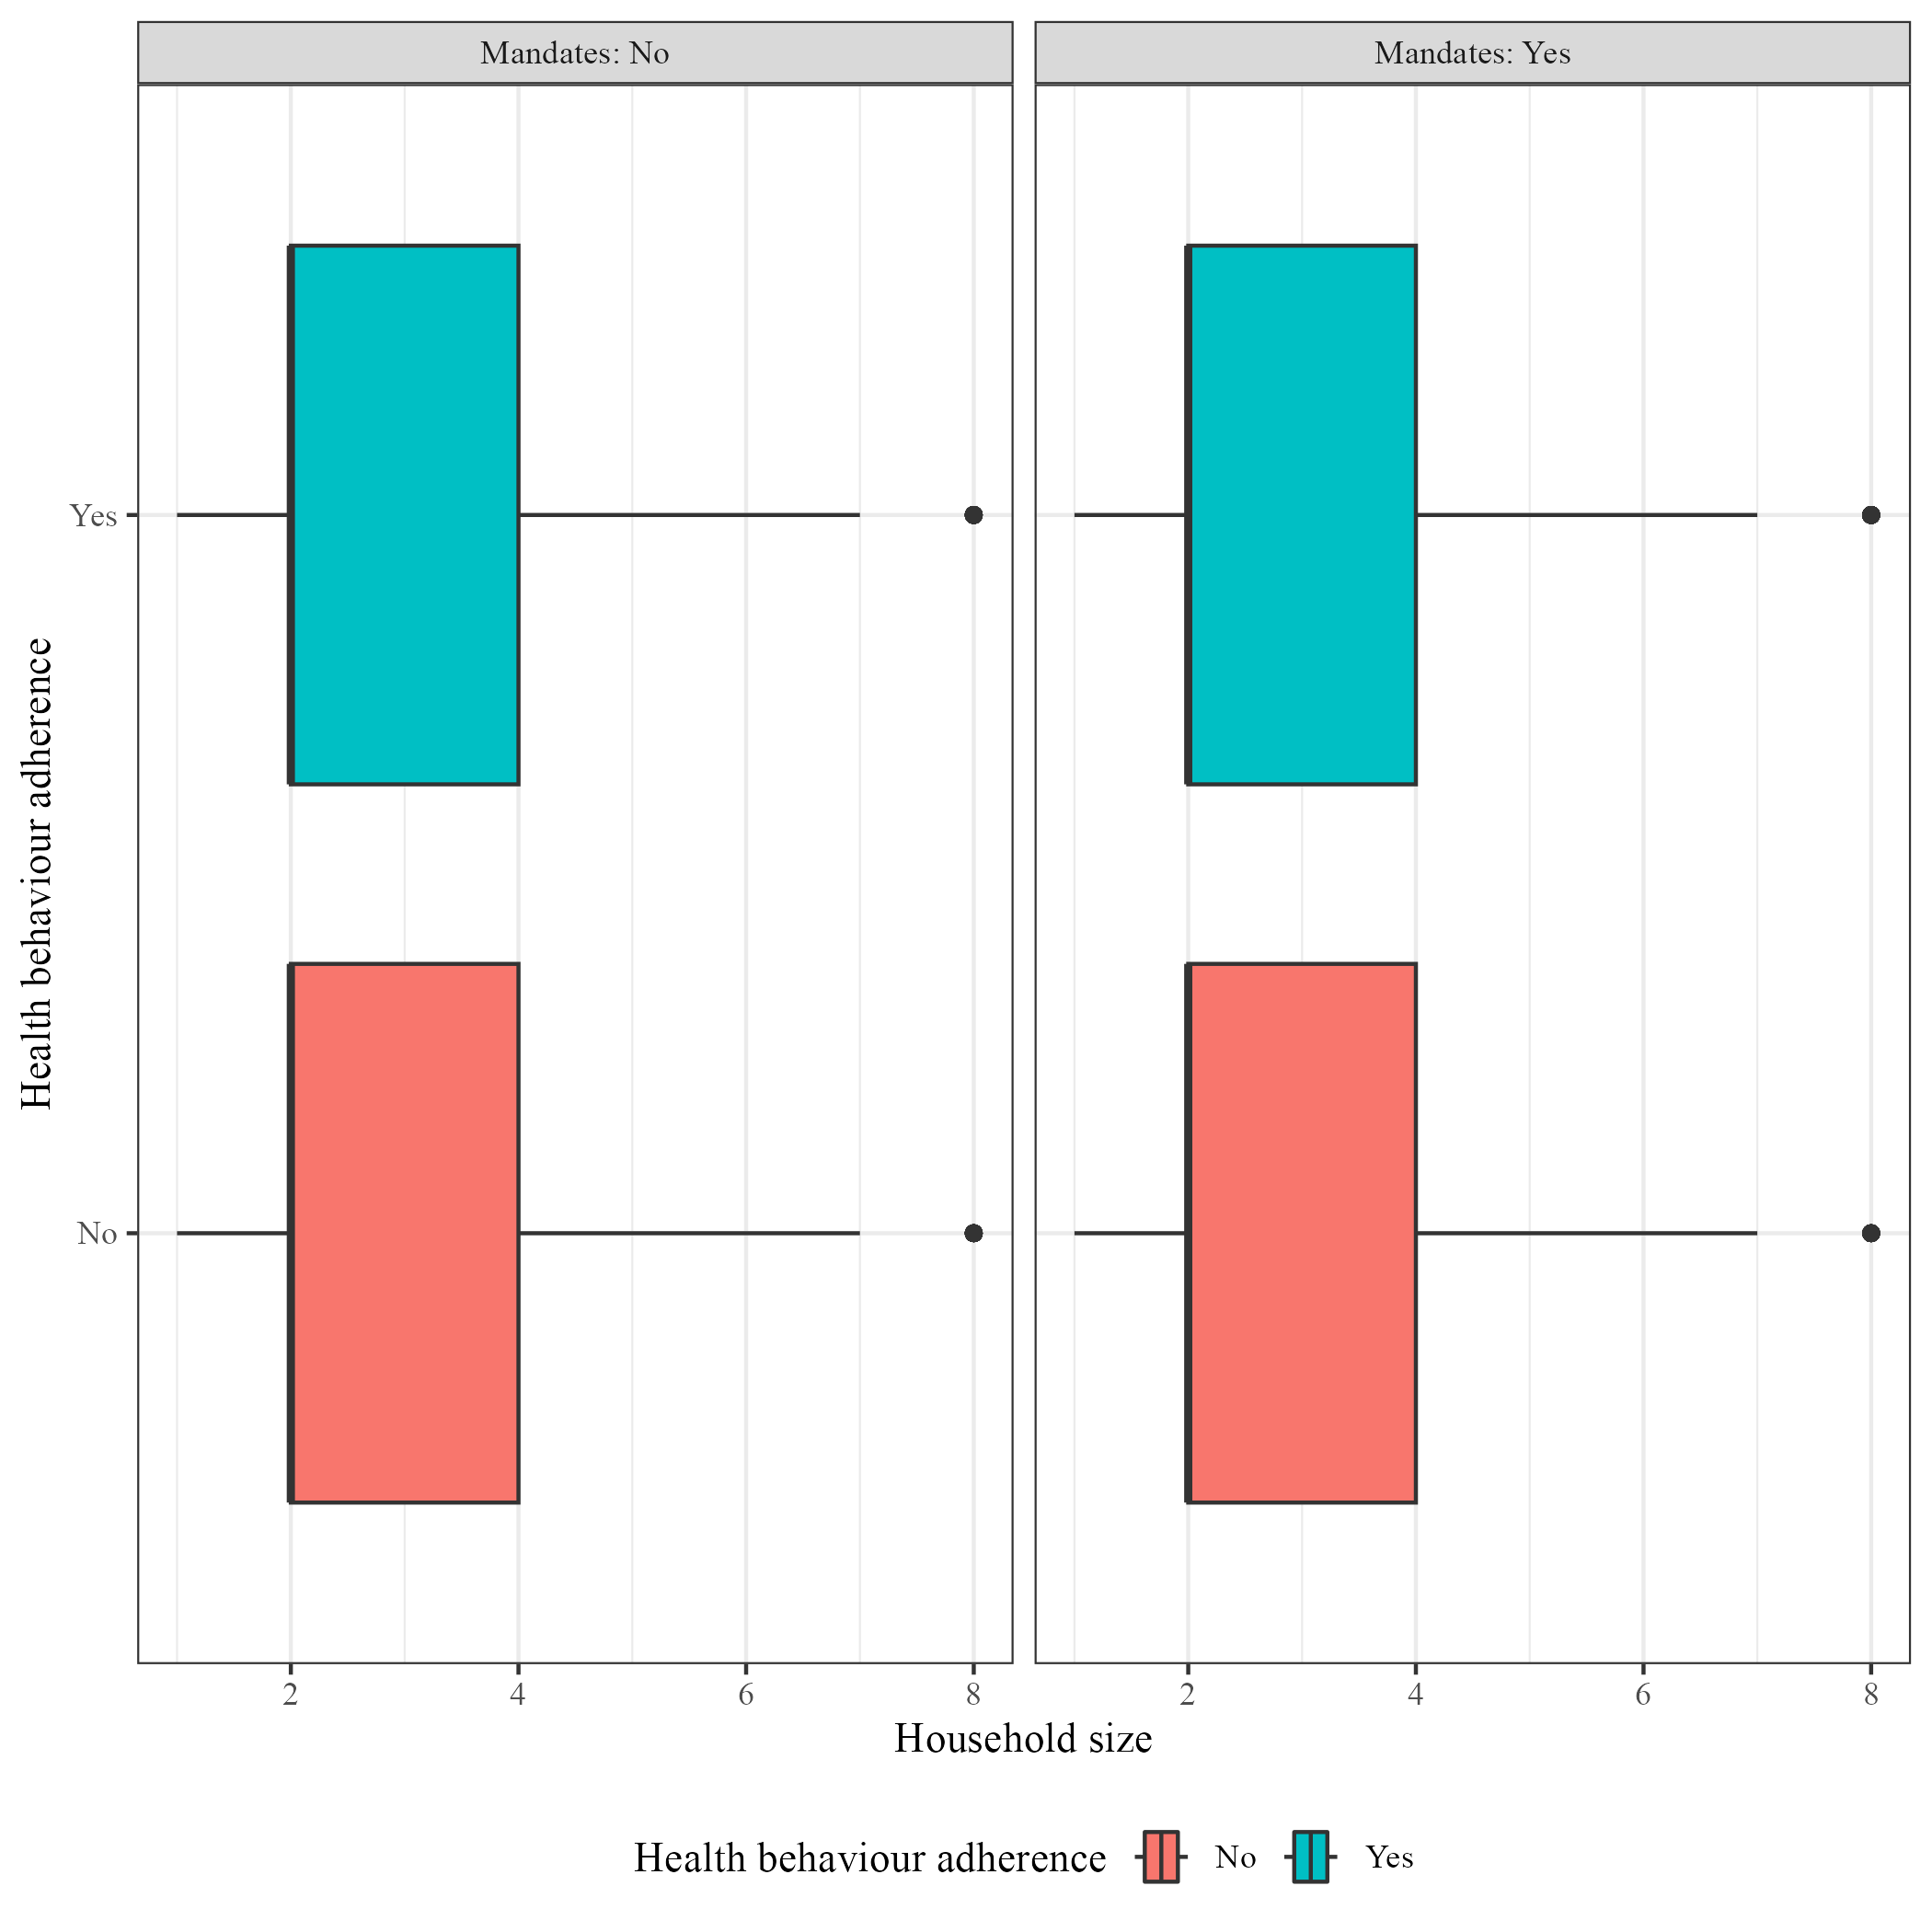 Mandates: No
Mandates: Yes
Health behaviour adherence
Yes
No
2 4 6 8
2 4 6 8
Household size
Health behaviour adherence No Yes